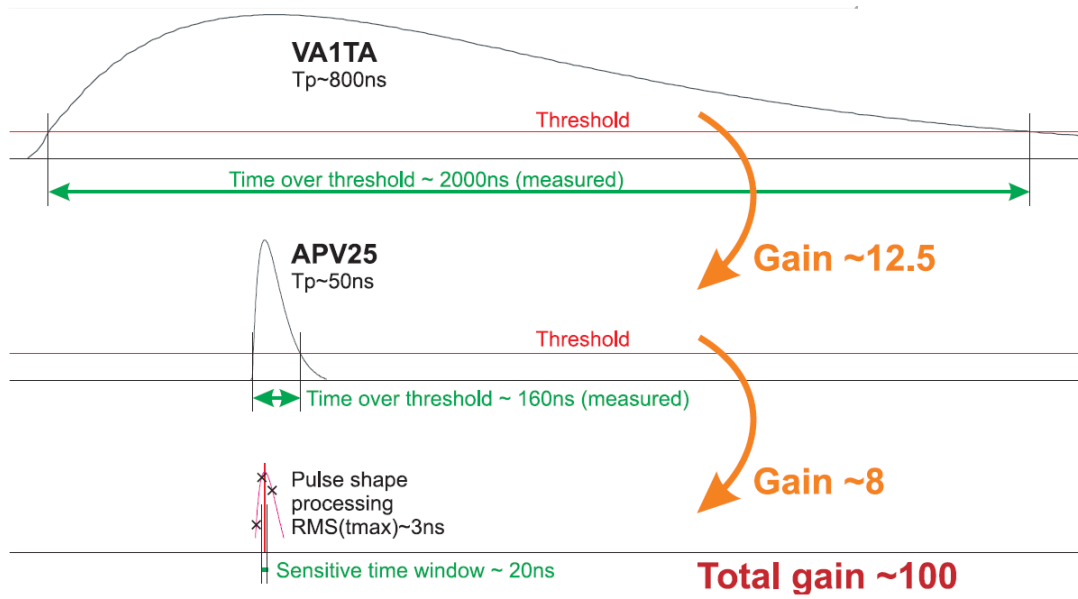 VA1TA
Tp~800ns
Threshold
Time over threshold ~ 2000ns (measured)
APV25
Tp~50ns
Gain ~12.5
Threshold
Time over threshold ~ 160ns (measured)
Pulse shape
processing
RMS(tmax)~3ns
Gain ~8
Sensitive time window ~ 20ns
Total gain ~100